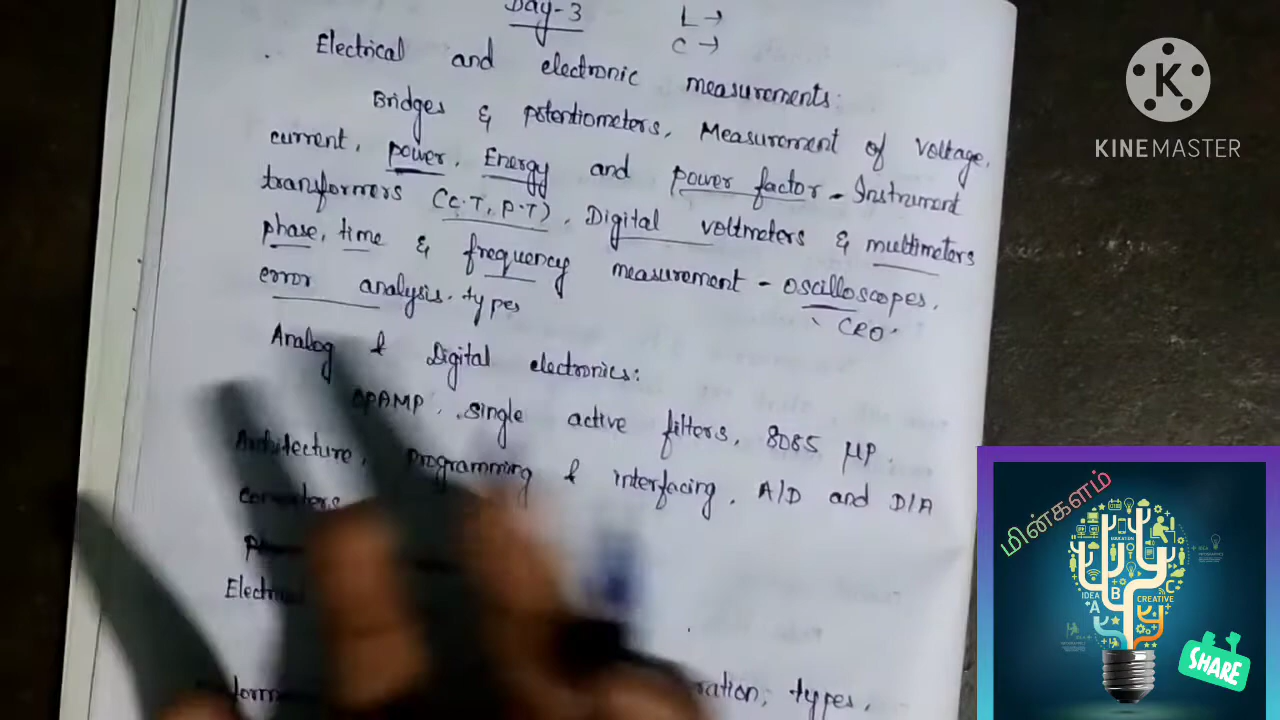 Day-3
L →
C →
Electrical and electronic measurements:
Bridges & potentiometers, Measurement of voltage,
current, power, Energy and power factor - Instrument
transformers (C.T, P.T), Digital voltmeters & multimeters
phase, time & frequency measurement - oscilloscopes,
error analysis. types
CRO
Analog & Digital electronics:
OPAMP, single active filters, 8085 μP.
Architecture, programming & interfacing, A/D and D/A
converters
types,
KINEMASTER
மின்களம்
EDUCATION
IDEA
A
B
C
CREATIVE
SHARE